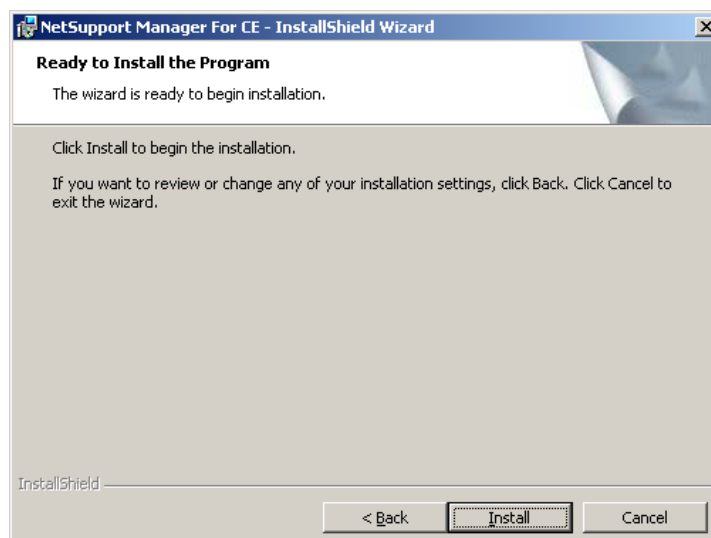 NetSupport Manager For CE - InstallShield Wizard
Ready to Install the Program
The wizard is ready to begin installation.
Click Install to begin the installation.
If you want to review or change any of your installation settings, click Back. Click Cancel to
exit the wizard.
InstallShield
< Back Install Cancel